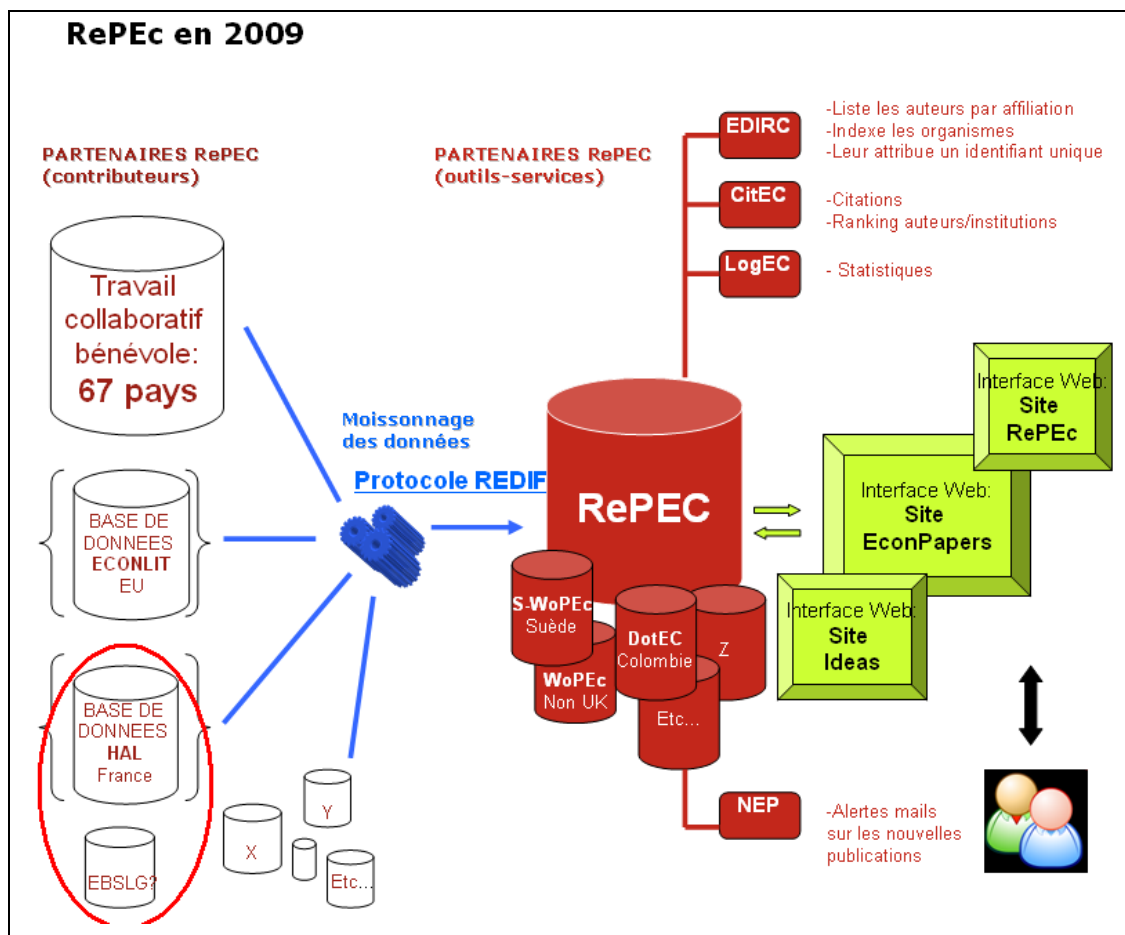 RePEc en 2009
PARTENAIRES RePEC
(contributeurs)
Travail
collaboratif
bénévole:
67 pays
BASE DE
DONNEES
ECONLIT
EU
BASE DE
DONNEES
HAL
France
EBSLG?
X
Y
Etc...
Moissonnage
des données
Protocole REDIF
PARTENAIRES RePEC
(outils-services)
EDIRC
-Liste les auteurs par affiliation
-Indexe les organismes
-Leur attribue un identifiant unique
CitEC
-Citations
-Ranking auteurs/institutions
LogEC
- Statistiques
RePEC
S-WoPEc
Suède
WoPEc
Non UK
DotEC
Colombie
Z
Etc...
NEP
-Alertes mails
sur les nouvelles
publications
Interface Web:
Site
RePEc
Interface Web:
Site
EconPapers
Interface Web:
Site
Ideas